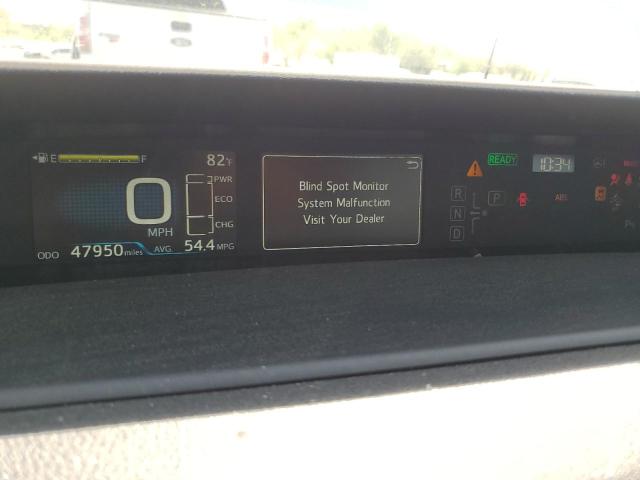 E F 82°F
PWR
ECO
CHG
0
MPH
ODO 47950 miles AVG. 54.4 MPG
Blind Spot Monitor
System Malfunction
Visit Your Dealer
READY 10:34
R P
N
D
ABS